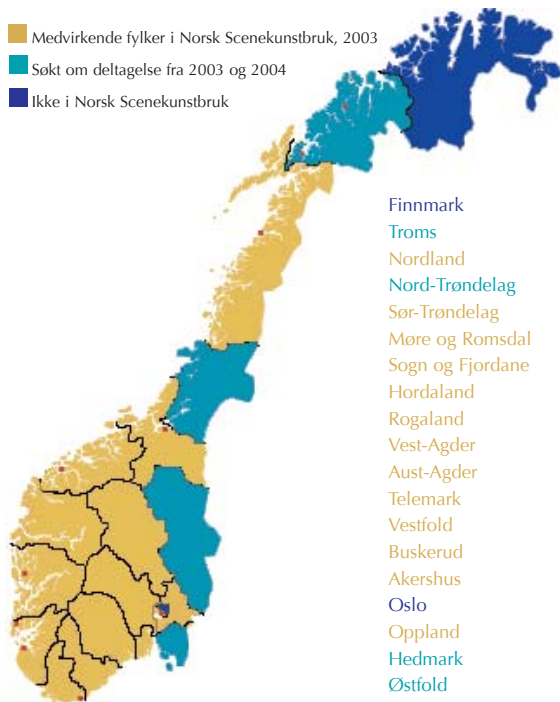 Medvirkende fylker i Norsk Scenekunstbruk, 2003
Søkt om deltagelse fra 2003 og 2004
Ikke i Norsk Scenekunstbruk
Finnmark
Troms
Nordland
Nord-Trøndelag
Sør-Trøndelag
Møre og Romsdal
Sogn og Fjordane
Hordaland
Rogaland
Vest-Agder
Aust-Agder
Telemark
Vestfold
Buskerud
Akershus
Oslo
Oppland
Hedmark
Østfold